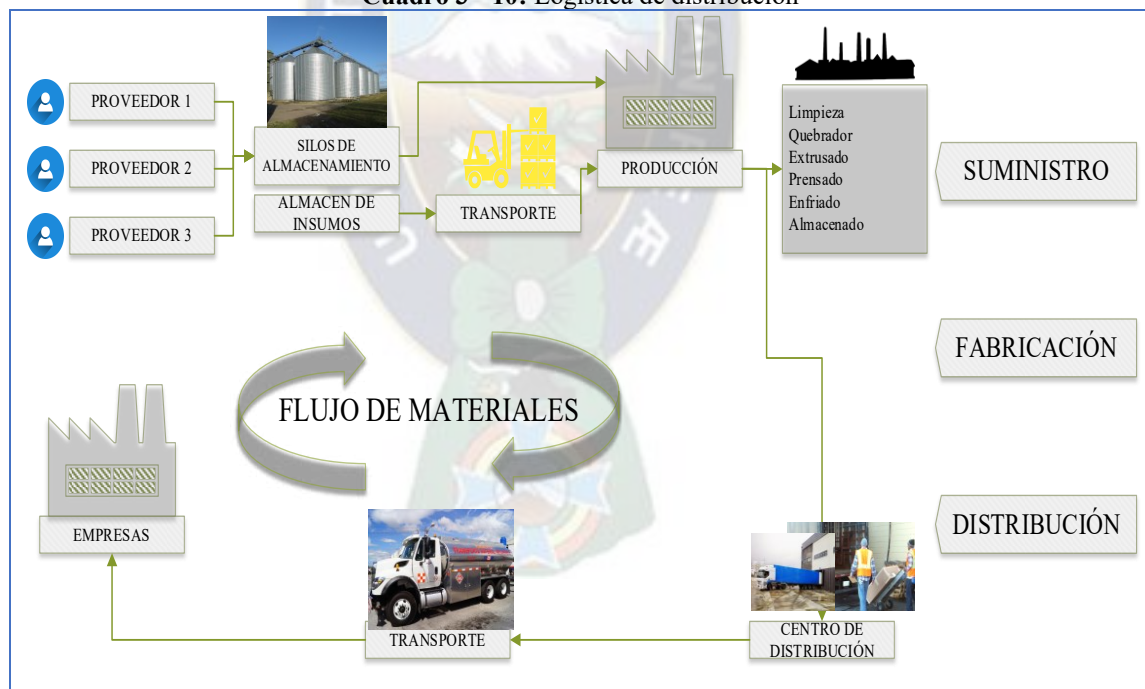 Cuadro 3 - 10: Logística de distribución
PROVEEDOR 1
PROVEEDOR 2
PROVEEDOR 3
SILOS DE
ALMACENAMIENTO
ALMACEN DE
INSUMOS
TRANSPORTE
PRODUCCIÓN
Limpieza
Quebrador
Extrusado
Prensado
Enfriado
Almacenado
SUMINISTRO
FABRICACIÓN
DISTRIBUCIÓN
FLUJO DE MATERIALES
EMPRESAS
TRANSPORTE
CENTRO DE
DISTRIBUCIÓN